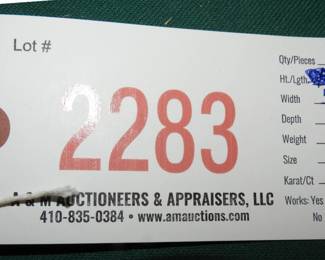 Lot #
2283
A & M AUCTIONEERS & APPRAISERS, LLC
410-835-0384 • www.amauctions.com
Qty/Pieces
Ht./Lgth.
Width
Depth
Weight
Size
Karat/Ct
Works: Yes
No